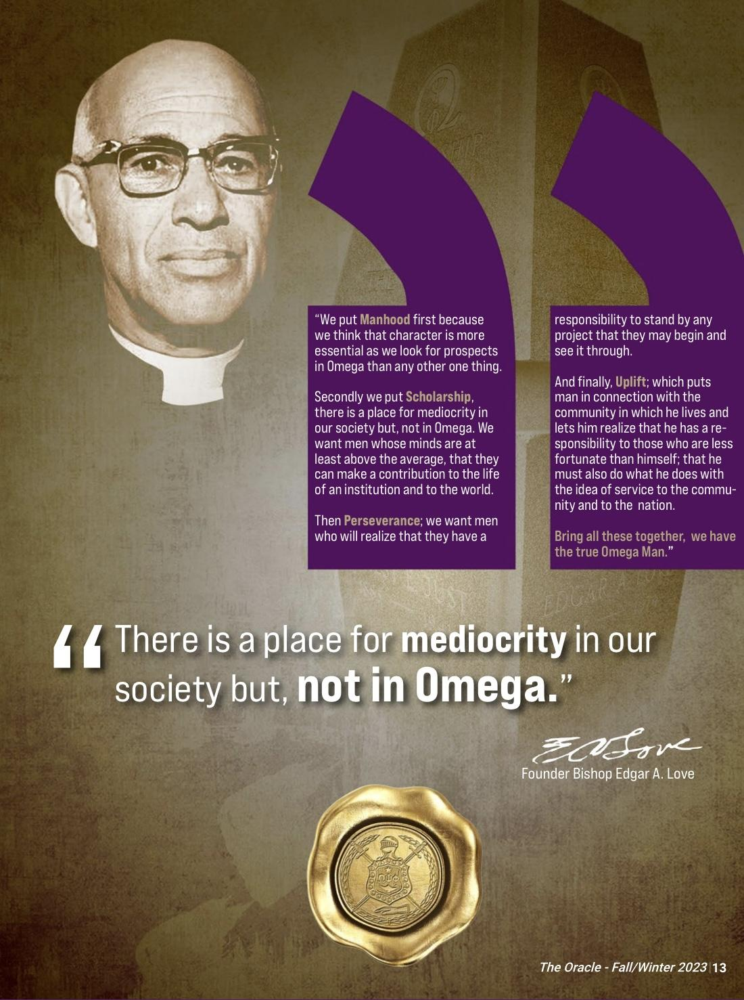 “We put Manhood first because
we think that character is more
essential as we look for prospects
in Omega than any other one thing.
Secondly we put Scholarship,
there is a place for mediocrity in
our society but, not in Omega. We
want men whose minds are at
least above the average, that they
can make a contribution to the life
of an institution and to the world.
Then Perseverance; we want men
who will realize that they have a
responsibility to stand by any
project that they may begin and
see it through.
And finally, Uplift; which puts
man in connection with the
community in which he lives and
lets him realize that he has a re-
sponsibility to those who are less
fortunate than himself; that he
must also do what he does with
the idea of service to the commu-
nity and to the nation.
Bring all these together, we have
the true Omega Man.”
JUST
EDGAR A LOVE
“There is a place for mediocrity in our
society but, not in Omega.”
E A Love
Founder Bishop Edgar A. Love
ΩΨΦ
The Oracle - Fall/Winter 2023 | 13